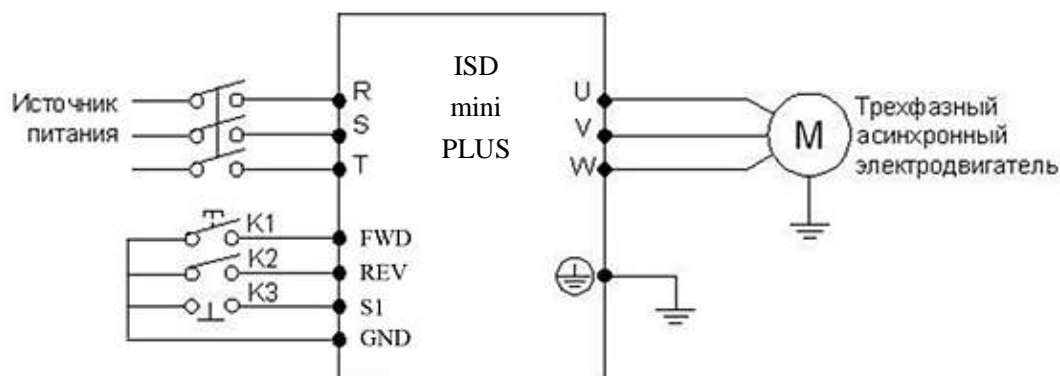 ISD
mini
PLUS
Источник
питания
R
S
T
U
V
W
M
Трехфазный
асинхронный
электродвигатель
K1
FWD
K2
REV
K3
S1
GND